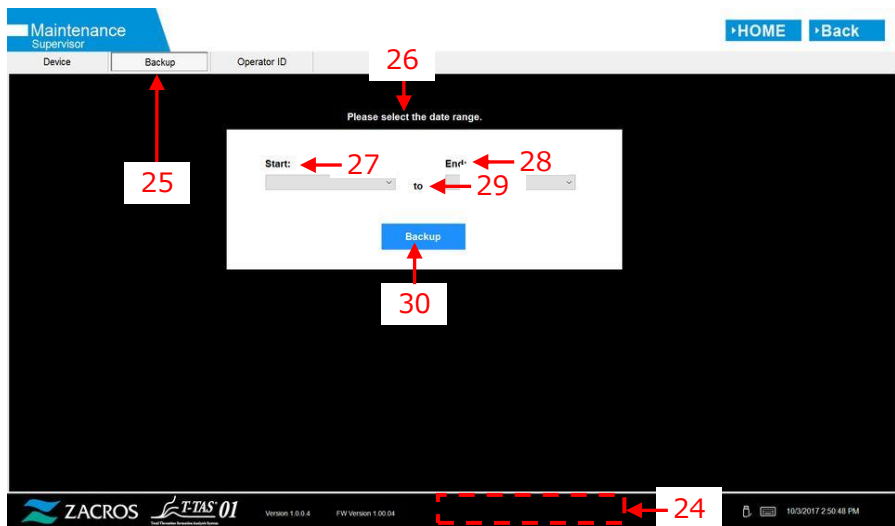 Maintenance
Supervisor
▸HOME ▸Back
Device Backup Operator ID
26
Please select the date range.
Start: 27 End: 28
25
to 29
Backup
30
ZACROS T-TAS 01 Version 1.0.0.4 FW Version 1.00.04 24 10/3/2017 2:50:48 PM